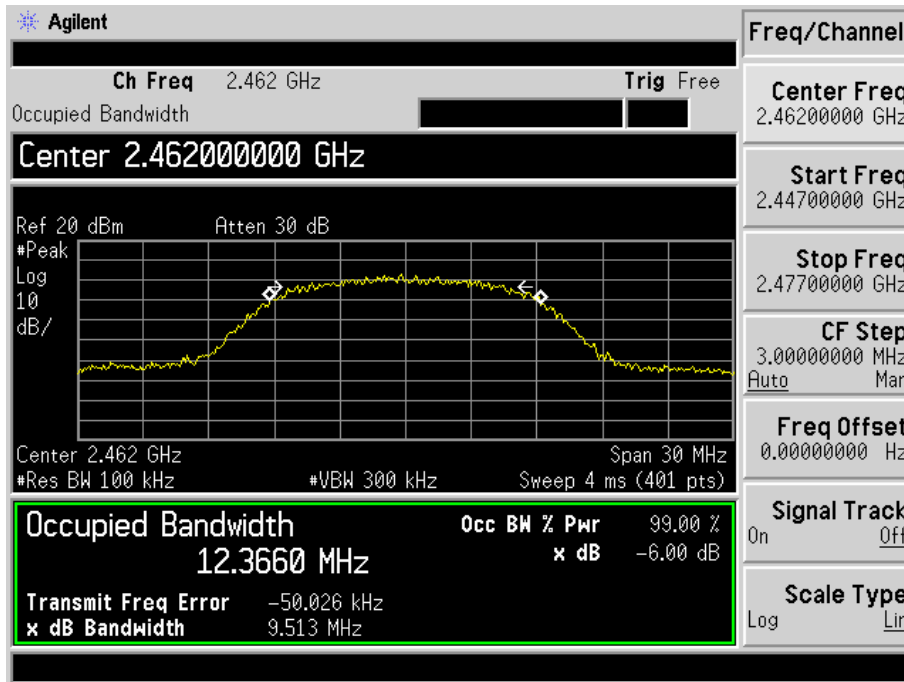 Agilent
Freq/Channel
Ch Freq 2.462 GHz Trig Free
Occupied Bandwidth
Center 2.462000000 GHz
Ref 20 dBm Atten 30 dB
#Peak
Log
10
dB/
Center 2.462 GHz Span 30 MHz
#Res BW 100 kHz #VBW 300 kHz Sweep 4 ms (401 pts)
Occupied Bandwidth
12.3660 MHz
Occ BW % Pwr 99.00 %
x dB -6.00 dB
Transmit Freq Error -50.026 kHz
x dB Bandwidth 9.513 MHz
Center Freq
2.46200000 GHz
Start Freq
2.44700000 GHz
Stop Freq
2.47700000 GHz
CF Step
3.00000000 MHz
Auto Man
Freq Offset
0.00000000 Hz
Signal Track
On Off
Scale Type
Log Lin